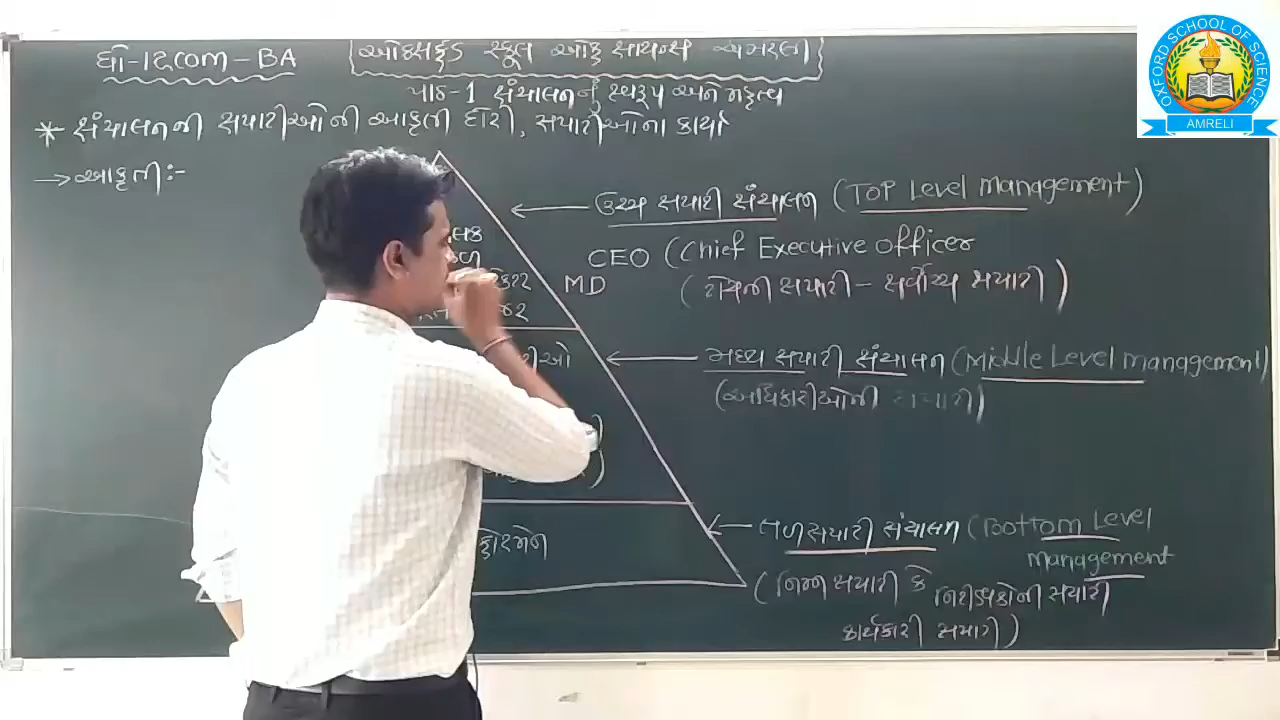 ધો-12 COM - BA
ઓક્સફર્ડ સ્કૂલ ઓફ સાયન્સ અમરેલી
પાઠ-1 સંચાલનનું સ્વરૂપ અને મહત્વ
* સંચાલનની સપાટીઓની આકૃતી દોરી, સપાટીઓના કાર્યો
→ આકૃતી:-
ઉચ્ચ સપાટી સંચાલન (Top Level Management)
CEO (Chief Executive officer
MD
(ટોચની સપાટી - સર્વોચ્ચ સપાટી)
મધ્ય સપાટી સંચાલન (Middle Level management)
(અધિકારીઓની સપાટી)
તળ સપાટી સંચાલન (Bottom Level
Management
ફોરમેન
(નિમ્ન સપાટી કે નિરીક્ષકોની સપાટી
કાર્યકારી સપાટી)
OXFORD SCHOOL OF SCIENCE
AMRELI